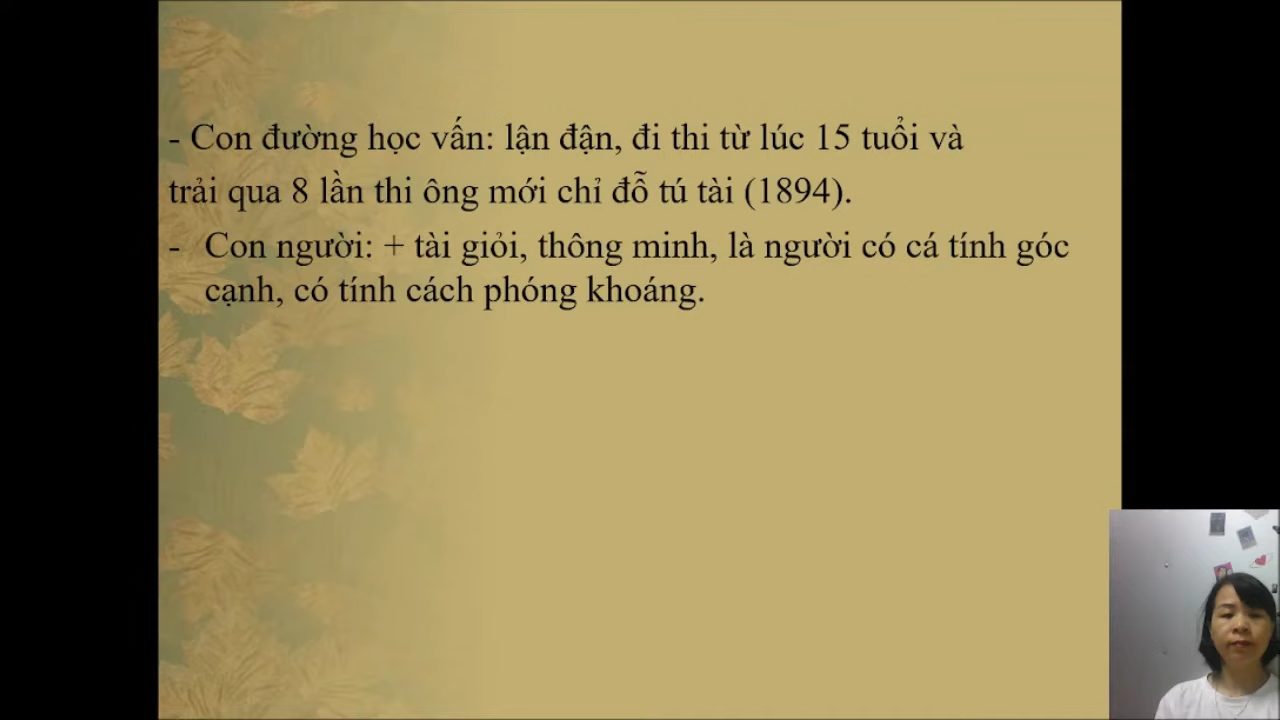 - Con đường học vấn: lận đận, đi thi từ lúc 15 tuổi và
trải qua 8 lần thi ông mới chỉ đỗ tú tài (1894).
- Con người: + tài giỏi, thông minh, là người có cá tính góc
cạnh, có tính cách phóng khoáng.